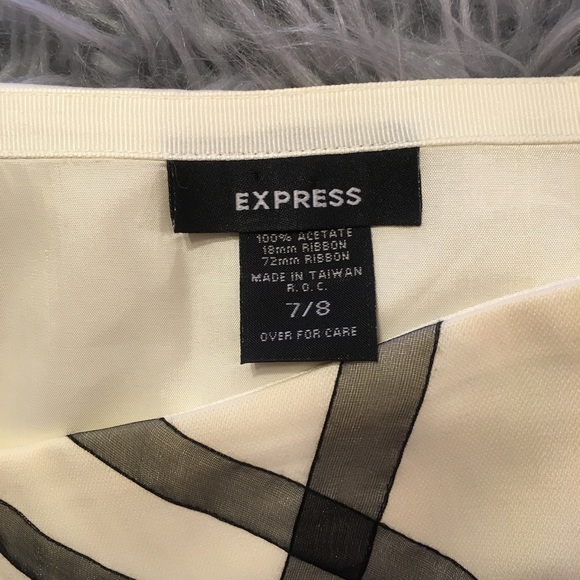 EXPRESS
100% ACETATE
18mm RIBBON
72mm RIBBON
MADE IN TAIWAN
R.O.C.
7/8
OVER FOR CARE